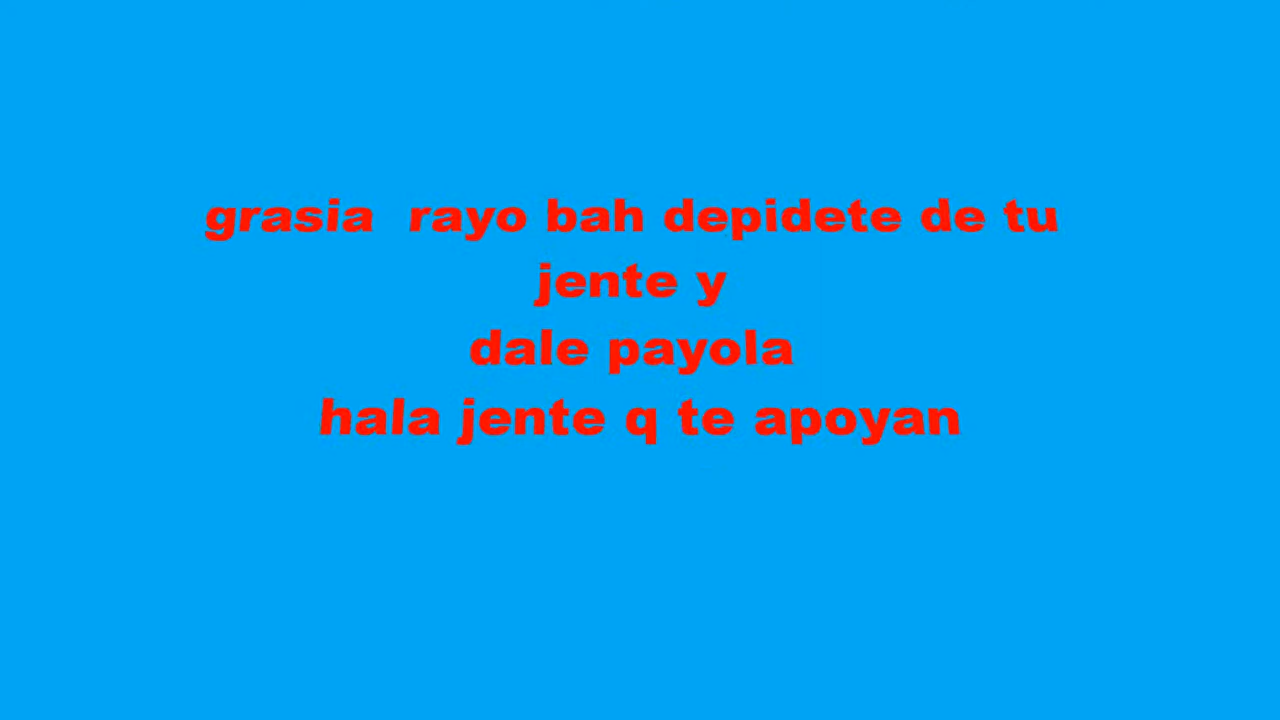 grasia  rayo bah depidete de tu
jente y
dale payola
hala jente q te apoyan